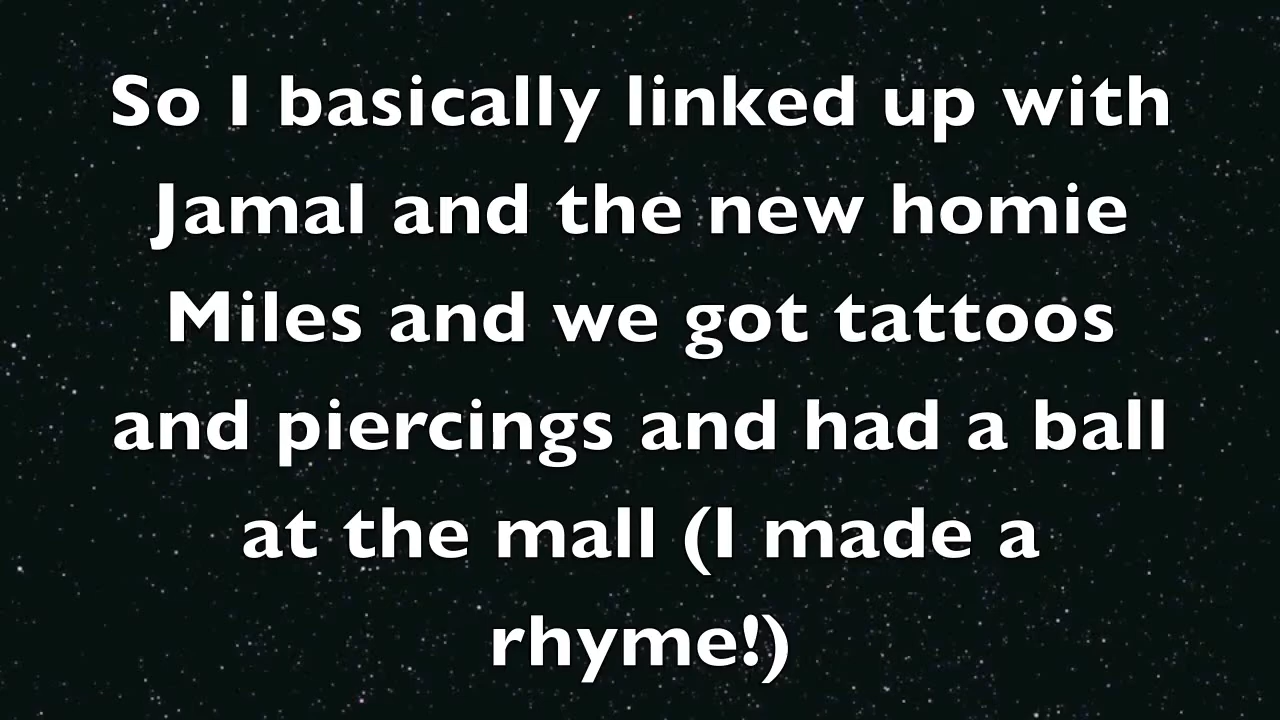 So I basically linked up with
Jamal and the new homie
Miles and we got tattoos
and piercings and had a ball
at the mall (I made a
rhyme!)